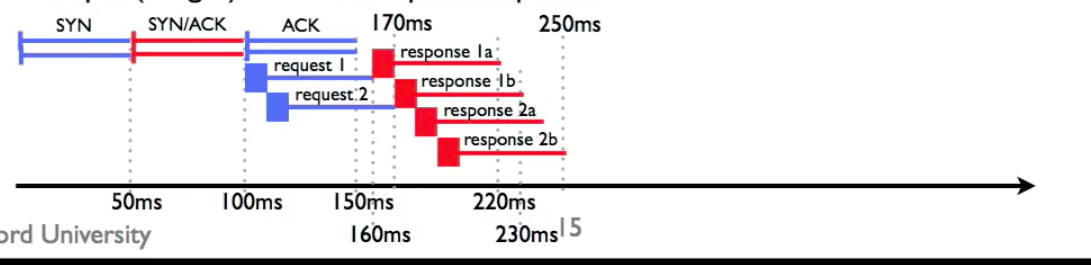 SYN SYN/ACK ACK 170ms 250ms
response 1a
request 1
response 1b
request 2
response 2a
response 2b
50ms 100ms 150ms 220ms
ord University 160ms 230ms 15